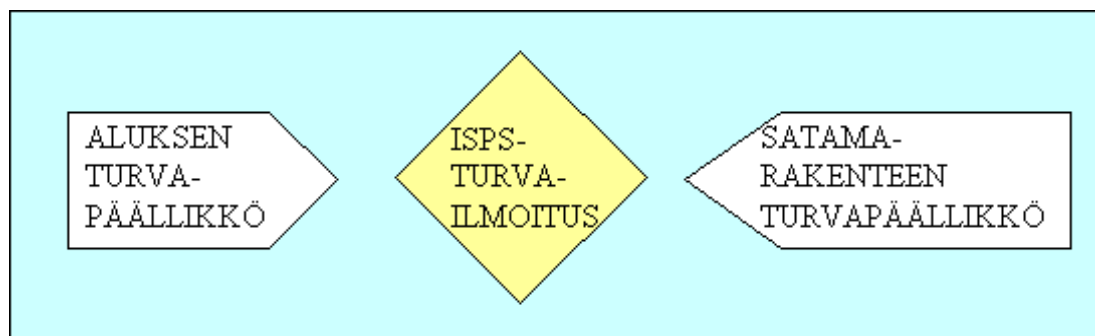 ALUKSEN
TURVA-
PÄÄLLIKKÖ
ISPS-
TURVA-
ILMOITUS
SATAMA-
RAKENTEEN
TURVAPÄÄLLIKKÖ